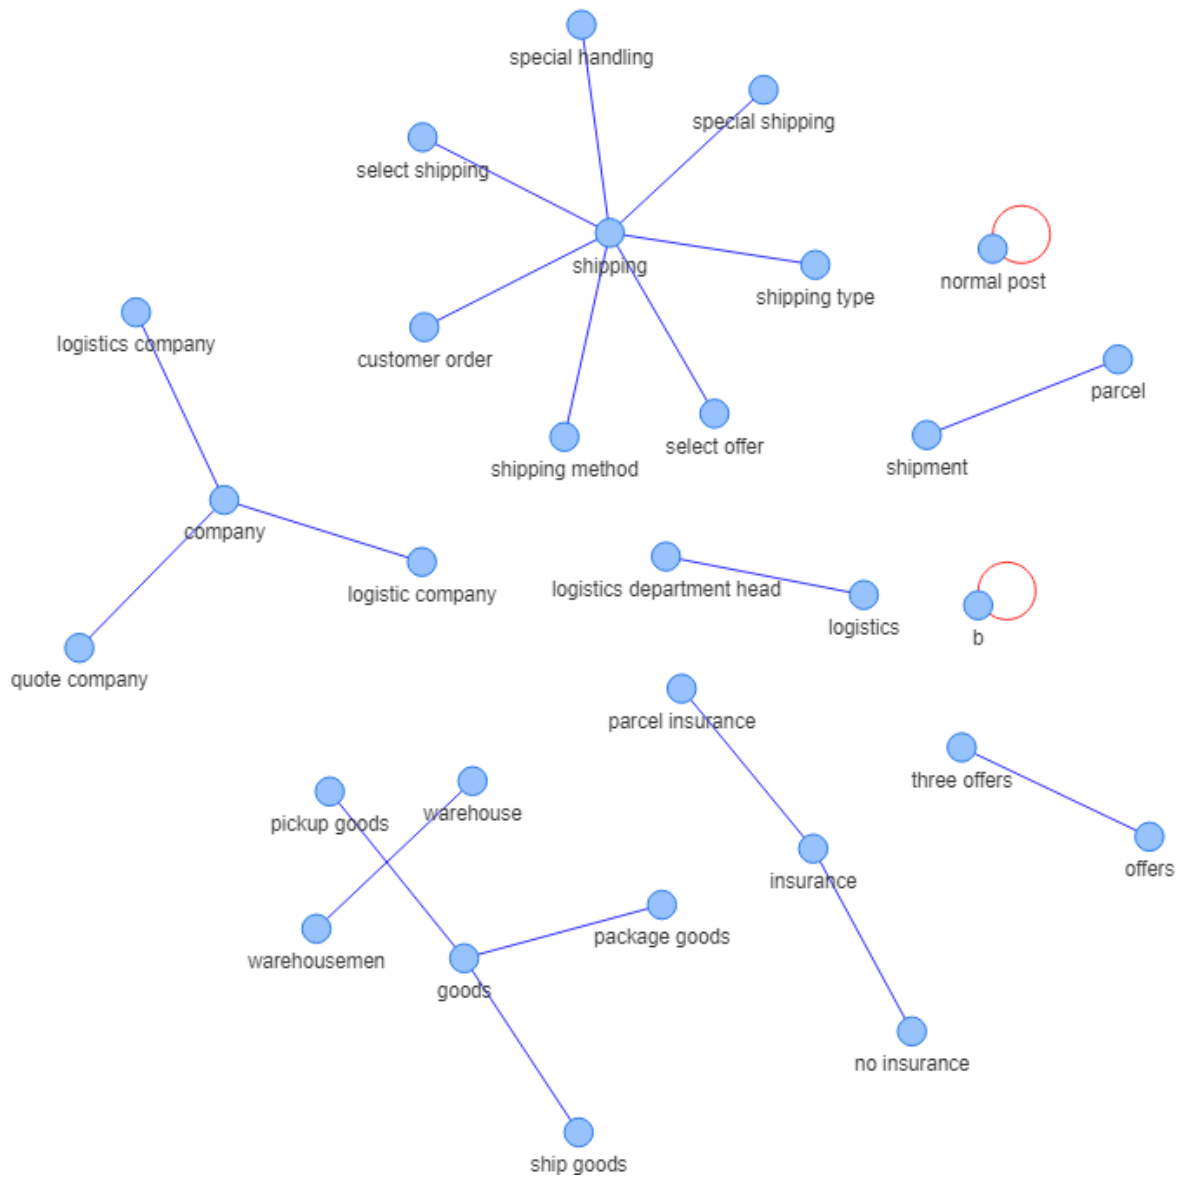 special handling
special shipping
select shipping
shipping
normal post
shipping type
logistics company
customer order
parcel
select offer
shipping method
shipment
company
logistic company
logistics department head
logistics
b
quote company
parcel insurance
three offers
pickup goods
warehouse
offers
insurance
package goods
warehousemen
goods
no insurance
ship goods